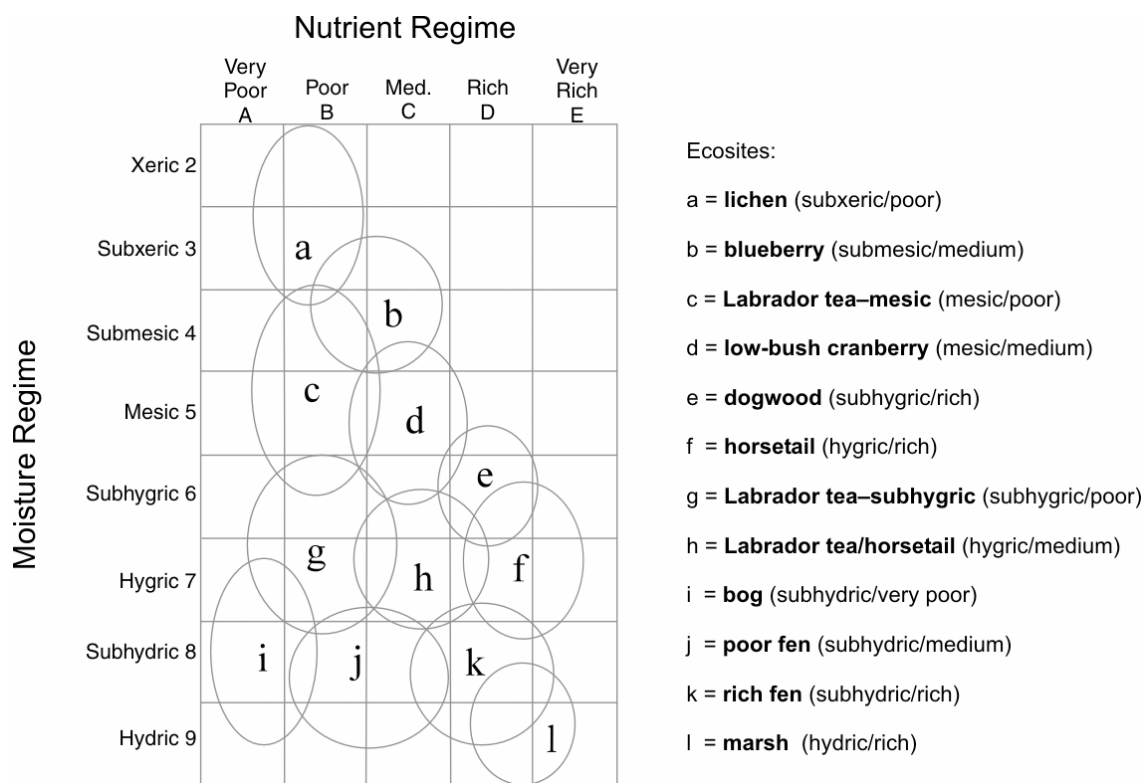 Nutrient Regime
Very Poor A
Poor B
Med. C
Rich D
Very Rich E
Moisture Regime
Xeric 2
Subxeric 3
Submesic 4
Mesic 5
Subhygric 6
Hygric 7
Subhydric 8
Hydric 9
a
b
c
d
e
f
g
h
i
j
k
l
Ecosites:
a = lichen (subxeric/poor)
b = blueberry (submesic/medium)
c = Labrador tea–mesic (mesic/poor)
d = low-bush cranberry (mesic/medium)
e = dogwood (subhygric/rich)
f = horsetail (hygric/rich)
g = Labrador tea–subhygric (subhygric/poor)
h = Labrador tea/horsetail (hygric/medium)
i = bog (subhydric/very poor)
j = poor fen (subhydric/medium)
k = rich fen (subhydric/rich)
l = marsh (hydric/rich)